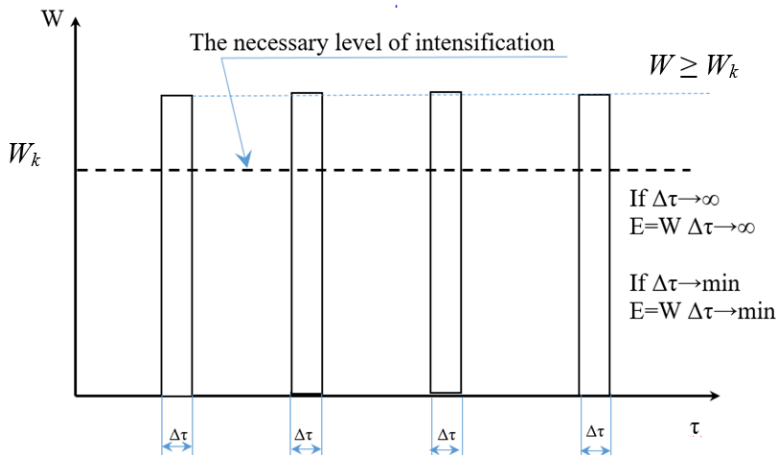 W
The necessary level of intensification
W ≥ Wₖ
Wₖ
If Δτ→∞
E=W Δτ→∞
If Δτ→min
E=W Δτ→min
Δτ Δτ Δτ Δτ
τ